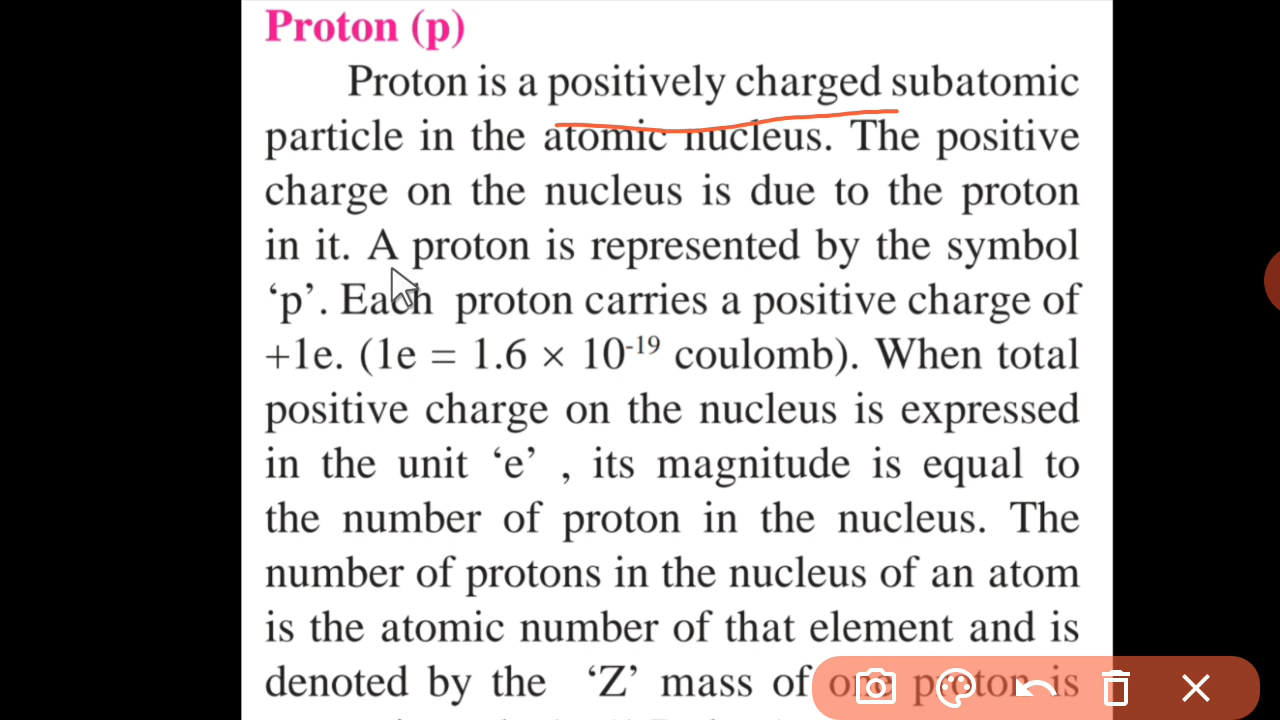 Proton (p)
Proton is a positively charged subatomic
particle in the atomic nucleus. The positive
charge on the nucleus is due to the proton
in it. A proton is represented by the symbol
‘p’. Each proton carries a positive charge of
+1e. (1e = 1.6 × 10-19 coulomb). When total
positive charge on the nucleus is expressed
in the unit ‘e’ , its magnitude is equal to
the number of proton in the nucleus. The
number of protons in the nucleus of an atom
is the atomic number of that element and is
denoted by the ‘Z’ mass of one proton is